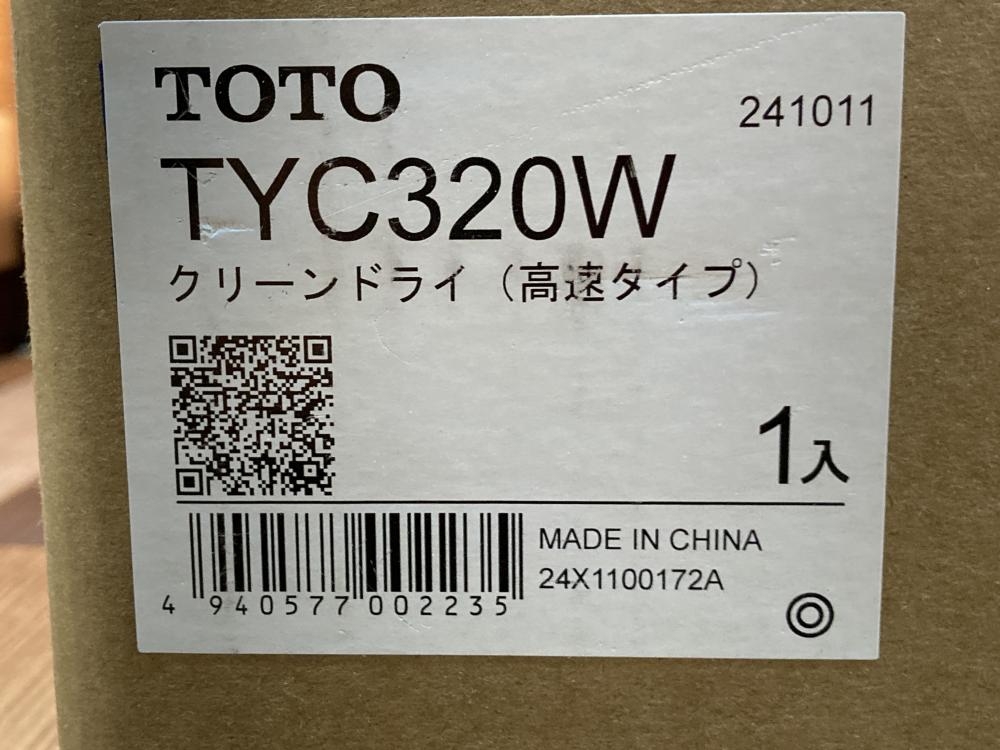 TOTO
241011
TYC320W
クリーンドライ（高速タイプ）
1入
MADE IN CHINA
24X1100172A
4 940577 002235